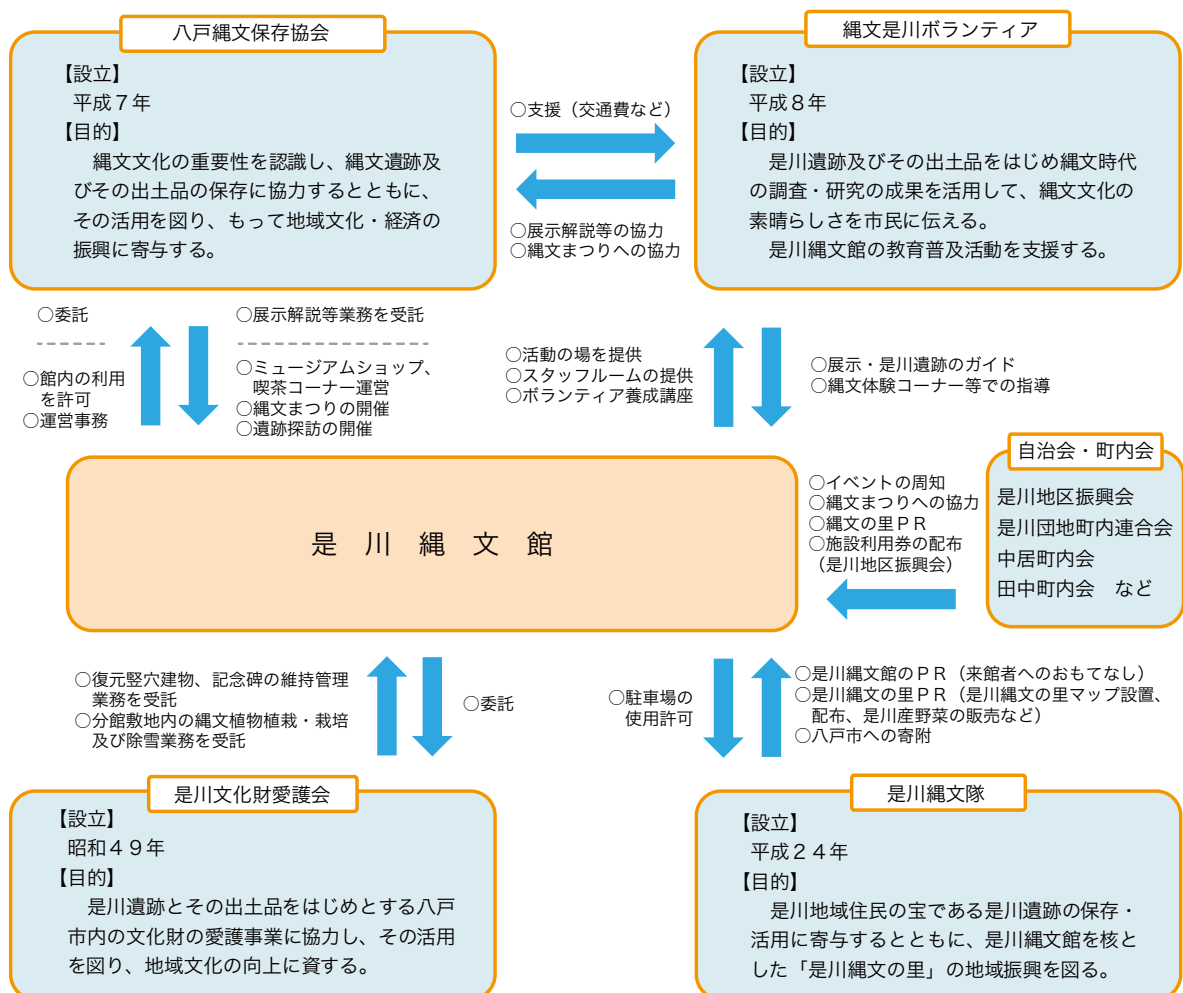 八戸縄文保存協会
【設立】
平成７年
【目的】
縄文文化の重要性を認識し、縄文遺跡及
びその出土品の保存に協力するとともに、
その活用を図り、もって地域文化・経済の
振興に寄与する。
○支援（交通費など）
○展示解説等の協力
○縄文まつりへの協力
縄文是川ボランティア
【設立】
平成８年
【目的】
是川遺跡及びその出土品をはじめ縄文時代
の調査・研究の成果を活用して、縄文文化の
素晴らしさを市民に伝える。
是川縄文館の教育普及活動を支援する。
○委託
○館内の利用
を許可
○運営事務
○展示解説等業務を受託
○ミュージアムショップ、
喫茶コーナー運営
○縄文まつりの開催
○遺跡探訪の開催
○活動の場を提供
○スタッフルームの提供
○ボランティア養成講座
○展示・是川遺跡のガイド
○縄文体験コーナー等での指導
是川縄文館
○イベントの周知
○縄文まつりへの協力
○縄文の里ＰＲ
○施設利用券の配布
（是川地区振興会）
自治会・町内会
是川地区振興会
是川団地町内連合会
中居町内会
田中町内会　など
○復元竪穴建物、記念碑の維持管理
業務を受託
○分館敷地内の縄文植物植栽・栽培
及び除雪業務を受託
○委託
○駐車場の
使用許可
○是川縄文館のＰＲ（来館者へのおもてなし）
○是川縄文の里ＰＲ（是川縄文の里マップ設置、
配布、是川産野菜の販売など）
○八戸市への寄附
是川文化財愛護会
【設立】
昭和４９年
【目的】
是川遺跡とその出土品をはじめとする八戸
市内の文化財の愛護事業に協力し、その活用
を図り、地域文化の向上に資する。
是川縄文隊
【設立】
平成２４年
【目的】
是川地域住民の宝である是川遺跡の保存・
活用に寄与するとともに、是川縄文館を核と
した「是川縄文の里」の地域振興を図る。